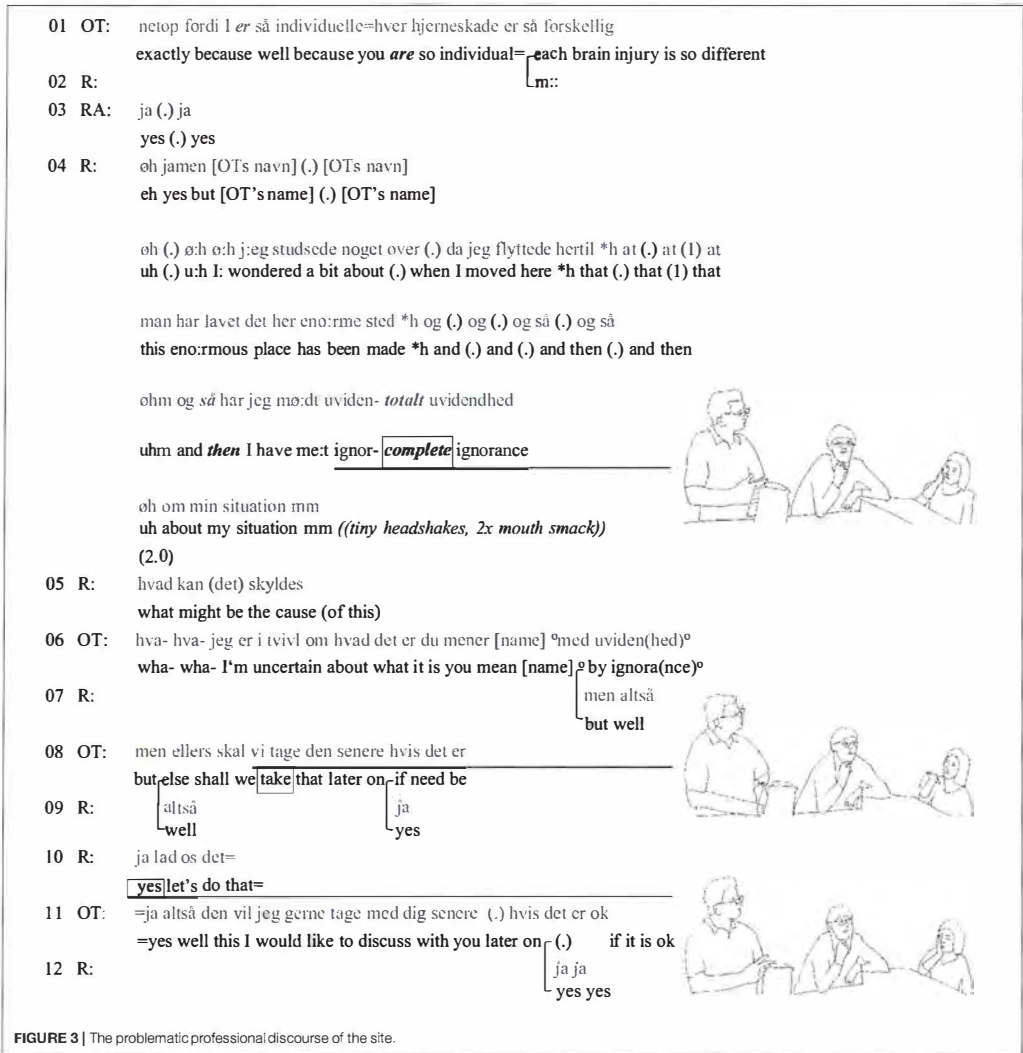 01 OT: netop fordi I er så individuelle=hver hjerneskade er så forskellig
exactly because well because you are so individual= each brain injury is so different
02 R: m::
03 RA: ja (.) ja
yes (.) yes
04 R: øh jamen [OTs navn] (.) [OTs navn]
eh yes but [OT's name] (.) [OT's name]
øh (.) ø:h ø:h j:eg studsede noget over (.) da jeg flyttede hertil *h at (.) at (1) at
uh (.) u:h I: wondered a bit about (.) when I moved here *h that (.) that (1) that
man har lavet det her eno:rme sted *h og (.) og (.) og så (.) og så
this eno:rmous place has been made *h and (.) and (.) and then (.) and then
øhm og så har jeg mø:dt uviden- totalt uvidendhed
uhm and then I have me:t ignor- complete ignorance
øh om min situation mm
uh about my situation mm ((tiny headshakes, 2x mouth smack))
(2.0)
05 R: hvad kan (det) skyldes
what might be the cause (of this)
06 OT: hva- hva- jeg er i tvivl om hvad det er du mener [name] °med uviden(hed)°
wha- wha- I'm uncertain about what it is you mean [name] ° by ignora(nce)°
07 R: men altså
but well
08 OT: men ellers skal vi tage den senere hvis det er
but else shall we take that later on if need be
09 R: altså ja
well yes
10 R: ja lad os det=
yes let's do that=
11 OT: =ja altså den vil jeg gerne tage med dig senere (.) hvis det er ok
=yes well this I would like to discuss with you later on (.) if it is ok
12 R: ja ja
yes yes
FIGURE 3 | The problematic professional discourse of the site.